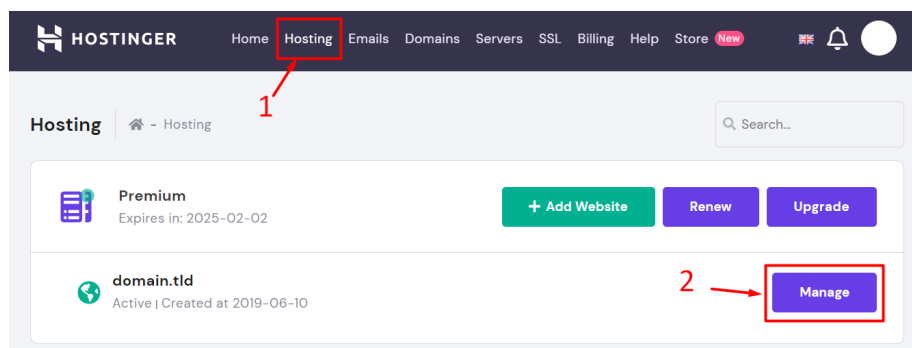 HOSTINGER Home Hosting Emails Domains Servers SSL Billing Help Store New
1
Hosting - Hosting Search...
Premium
Expires in: 2025-02-02
+ Add Website Renew Upgrade
domain.tld
Active | Created at 2019-06-10
2 Manage